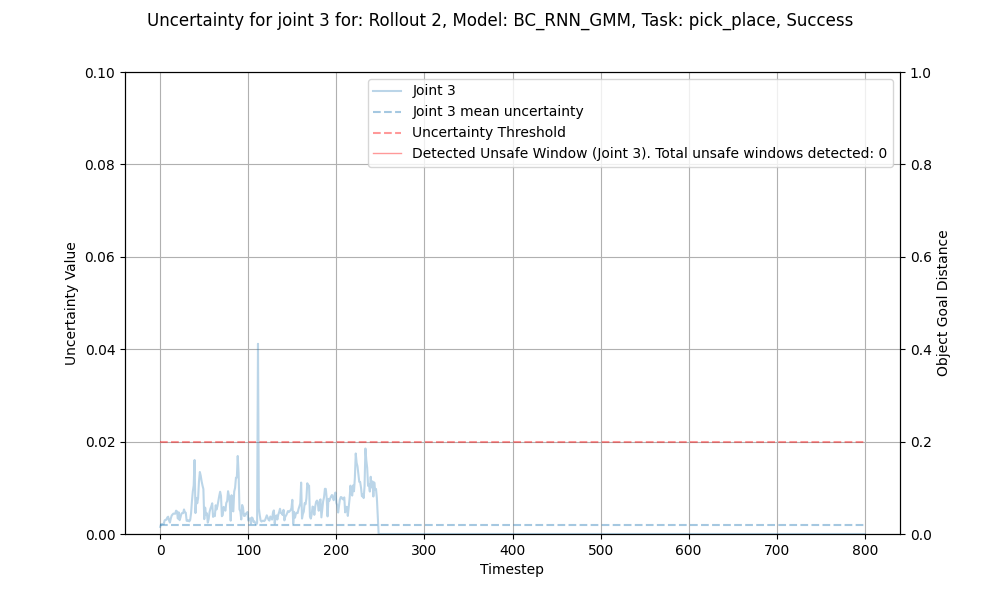 Uncertainty for joint 3 for: Rollout 2, Model: BC_RNN_GMM, Task: pick_place, Success
Joint 3
Joint 3 mean uncertainty
Uncertainty Threshold
Detected Unsafe Window (Joint 3). Total unsafe windows detected: 0
Uncertainty Value
0.10
0.08
0.06
0.04
0.02
0.00
1.0
0.8
0.6
0.4
0.2
0.0
Object Goal Distance
0 100 200 300 400 500 600 700 800
Timestep